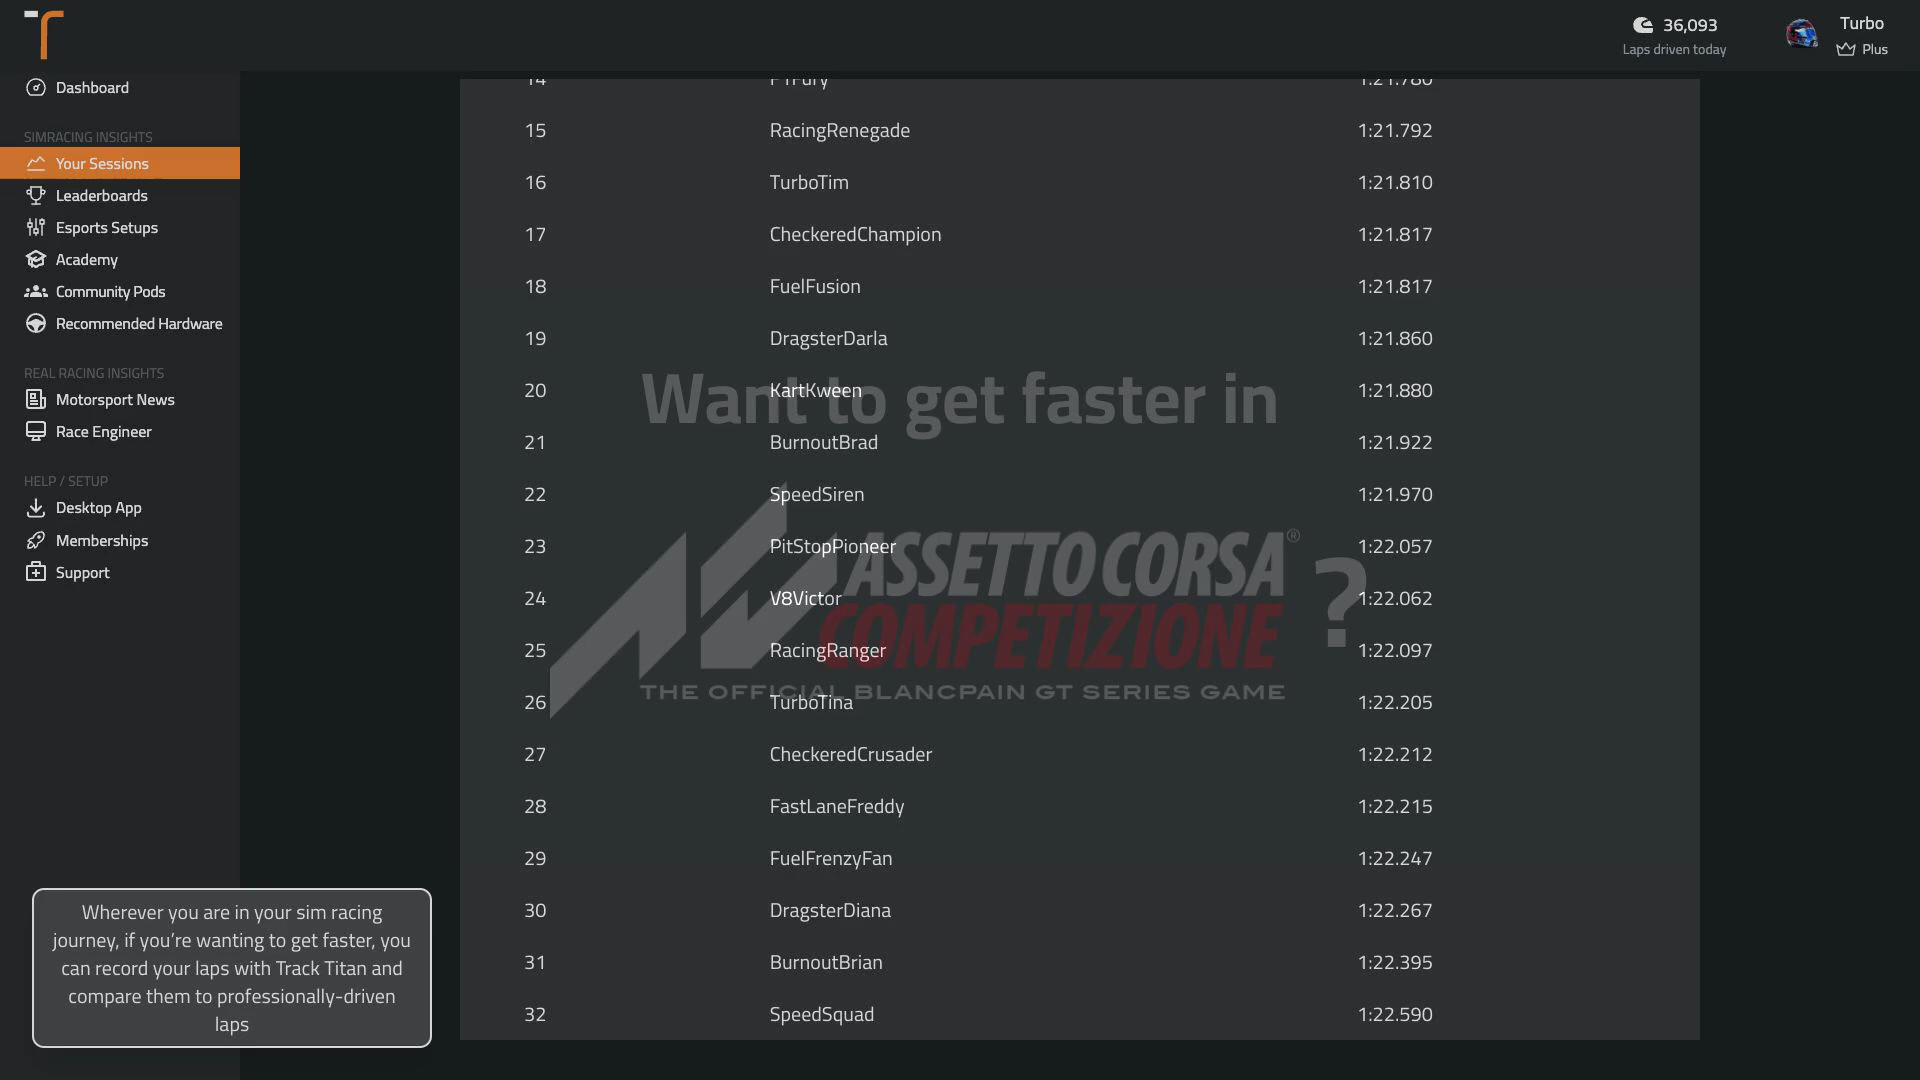 36,093
Laps driven today
Turbo
Plus
Dashboard
SIMRACING INSIGHTS
Your Sessions
Leaderboards
Esports Setups
Academy
Community Pods
Recommended Hardware
REAL RACING INSIGHTS
Motorsport News
Race Engineer
HELP / SETUP
Desktop App
Memberships
Support
Wherever you are in your sim racing
journey, if you’re wanting to get faster, you
can record your laps with Track Titan and
compare them to professionally-driven
laps
14 1:21.780
15 RacingRenegade 1:21.792
16 TurboTim 1:21.810
17 CheckeredChampion 1:21.817
18 FuelFusion 1:21.817
19 DragsterDarla 1:21.860
20 KartKween 1:21.880
21 BurnoutBrad 1:21.922
22 SpeedSiren 1:21.970
23 PitStopPioneer 1:22.057
24 V8Victor 1:22.062
25 RacingRanger 1:22.097
26 TurboTina 1:22.205
27 CheckeredCrusader 1:22.212
28 FastLaneFreddy 1:22.215
29 FuelFrenzyFan 1:22.247
30 DragsterDiana 1:22.267
31 BurnoutBrian 1:22.395
32 SpeedSquad 1:22.590
Want to get faster in
ASSETTO CORSA®
COMPETIZIONE ?
THE OFFICIAL BLANCPAIN GT SERIES GAME